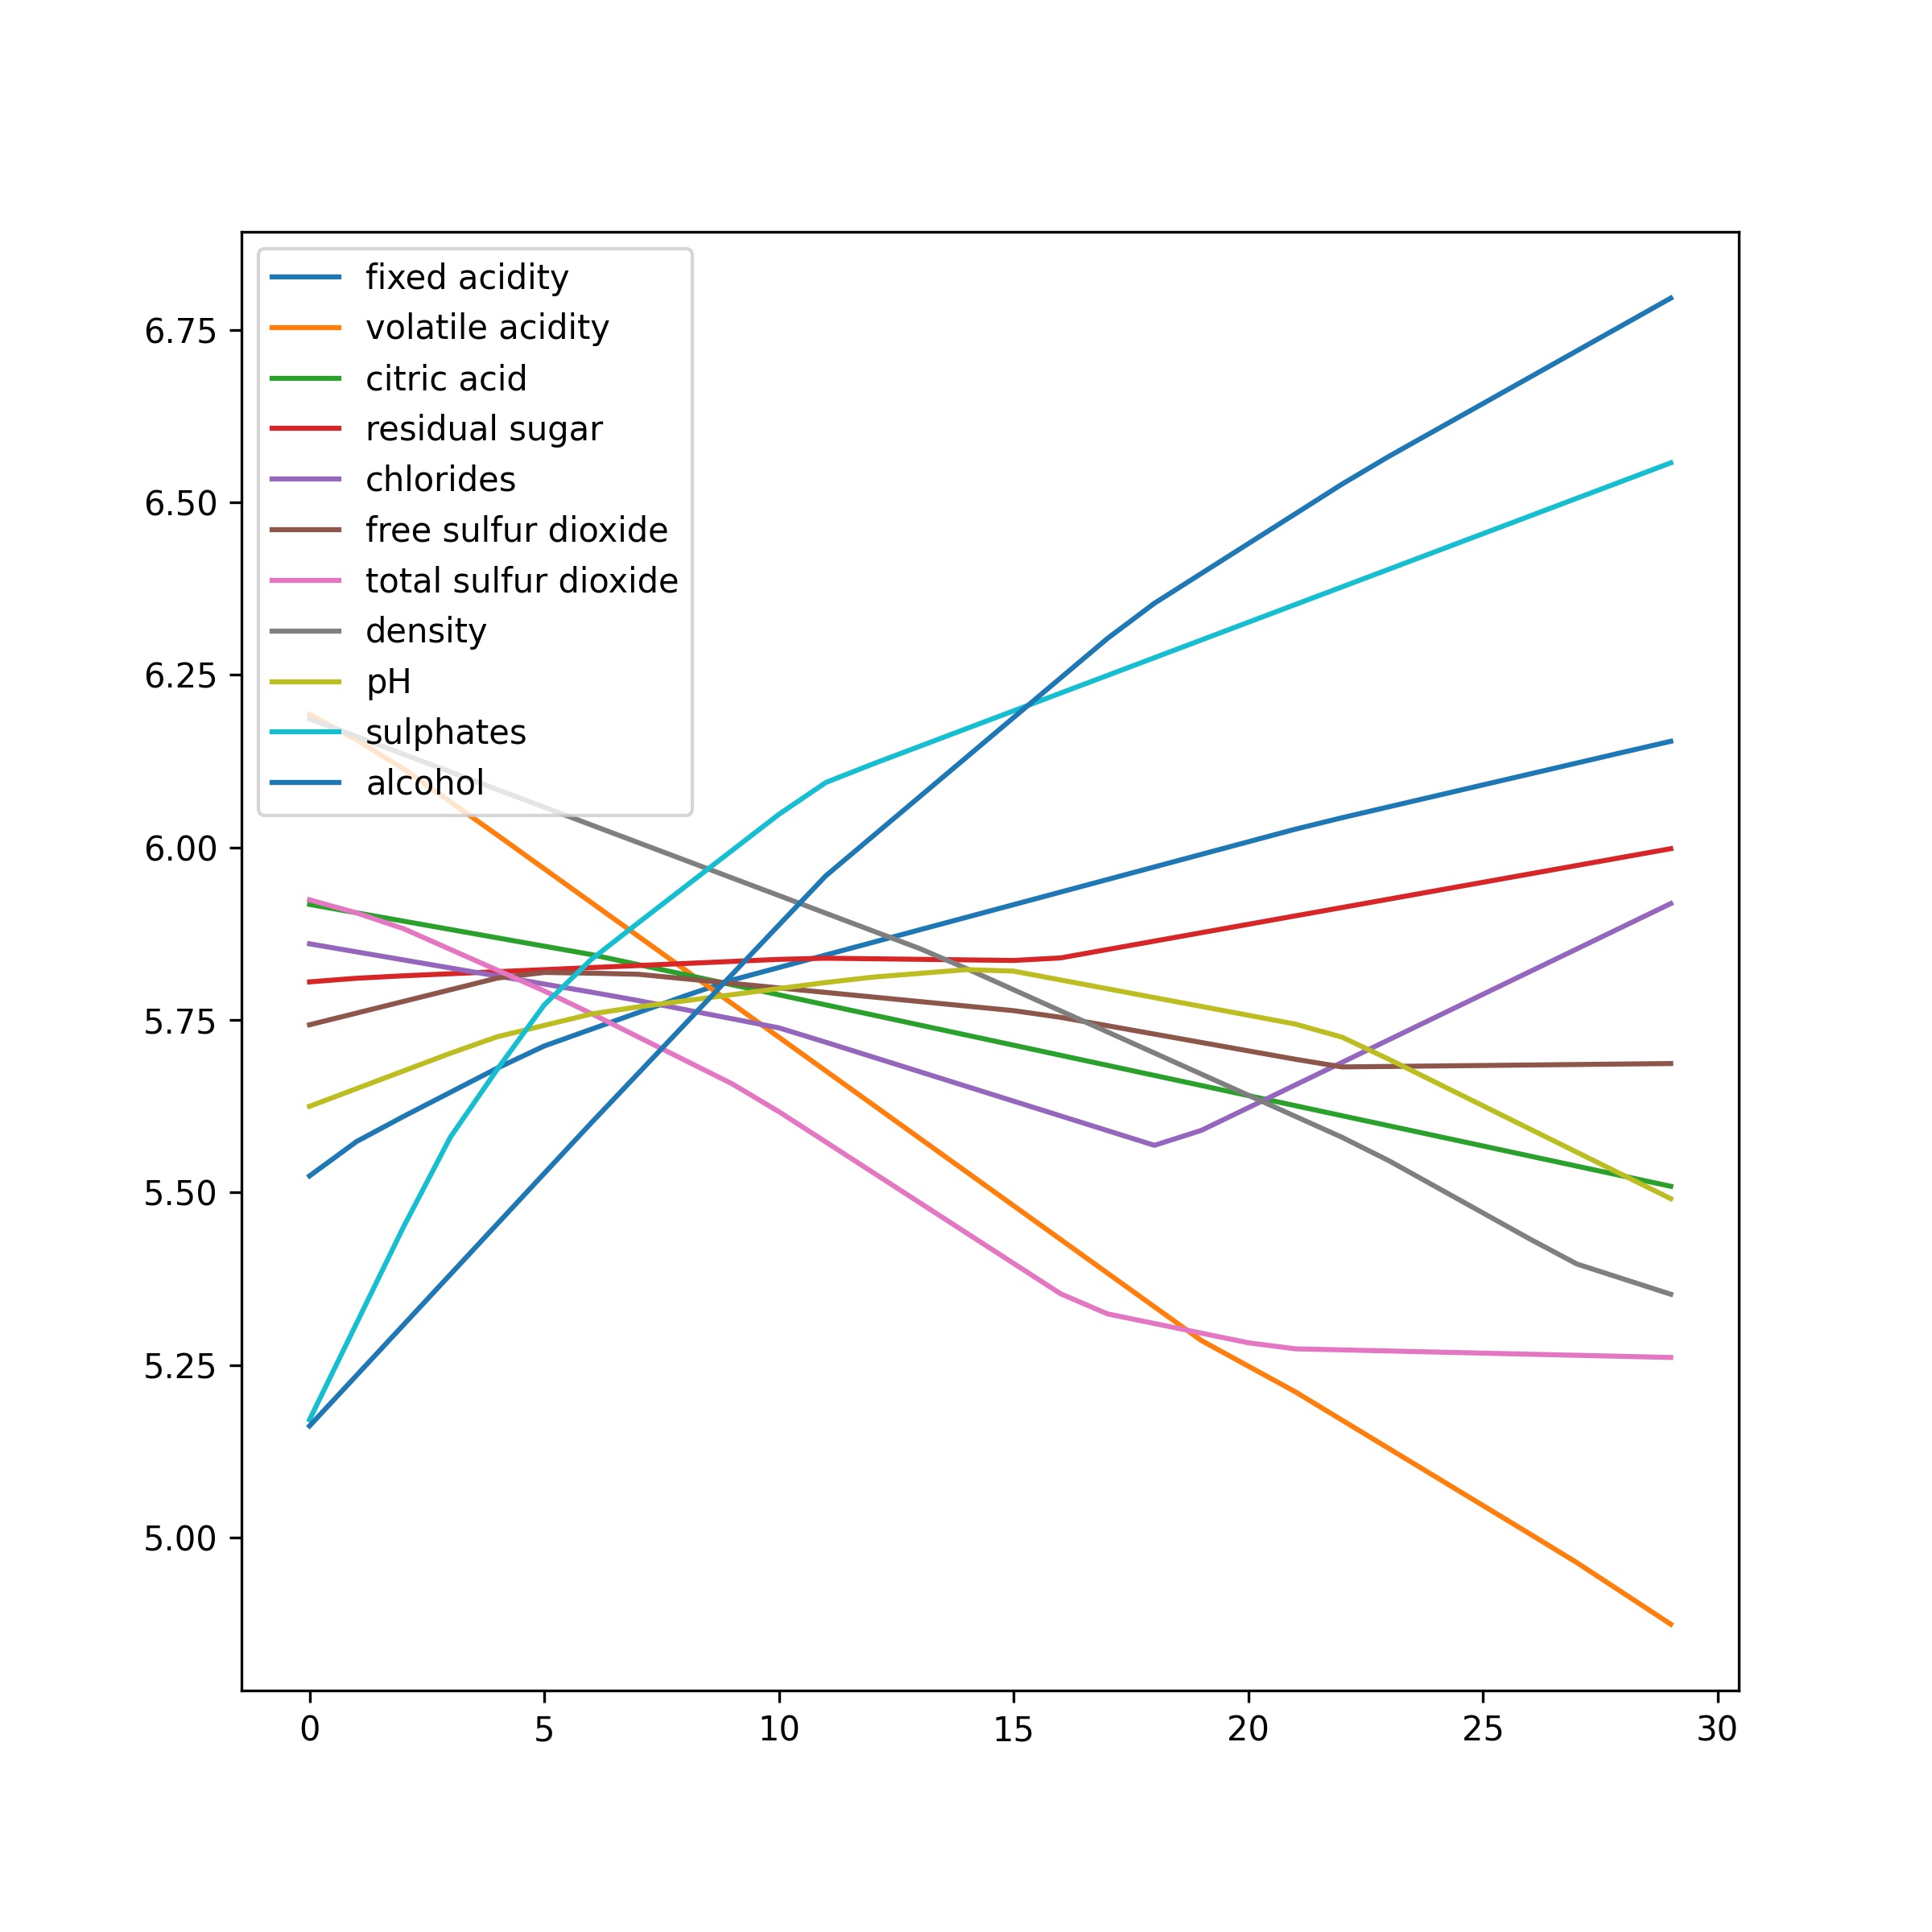 fixed acidity
volatile acidity
citric acid
residual sugar
chlorides
free sulfur dioxide
total sulfur dioxide
density
pH
sulphates
alcohol
6.75
6.50
6.25
6.00
5.75
5.50
5.25
5.00
0 5 10 15 20 25 30